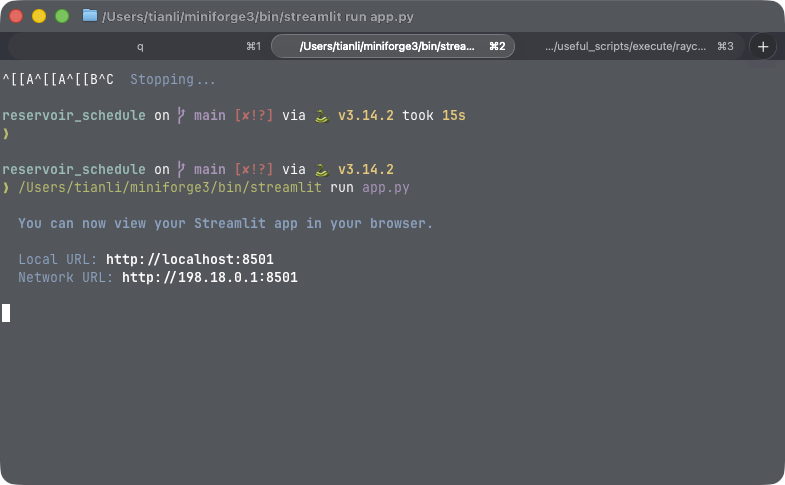 /Users/tianli/miniforge3/bin/streamlit run app.py
q ⌘1 /Users/tianli/miniforge3/bin/strea... ⌘2 .../useful_scripts/execute/rayc... ⌘3 +
^[[A^[[A^[[B^C  Stopping...
reservoir_schedule on main [✘!?] via v3.14.2 took 15s
❯
reservoir_schedule on main [✘!?] via v3.14.2
❯ /Users/tianli/miniforge3/bin/streamlit run app.py
You can now view your Streamlit app in your browser.
Local URL: http://localhost:8501
Network URL: http://198.18.0.1:8501